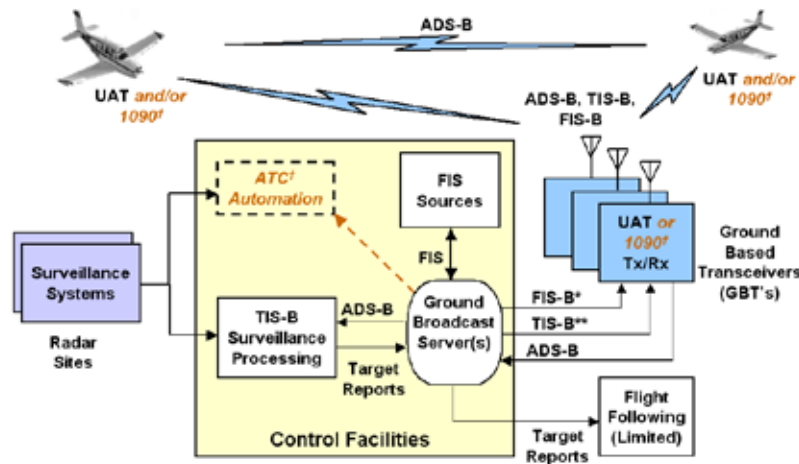 ADS-B
UAT and/or
1090†
UAT and/or
1090†
ADS-B, TIS-B,
FIS-B
ATC†
Automation
FIS
Sources
UAT or
1090†
Tx/Rx
Ground
Based
Transceivers
(GBT's)
Surveillance
Systems
Radar
Sites
FIS
TIS-B
Surveillance
Processing
ADS-B
Target
Reports
Ground
Broadcast
Server(s)
FIS-B*
TIS-B**
ADS-B
Control Facilities
Target
Reports
Flight
Following
(Limited)